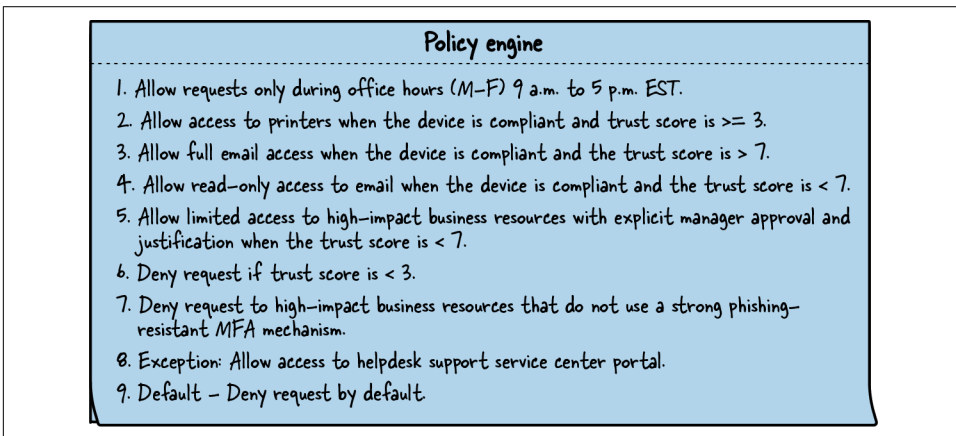 Policy engine
1. Allow requests only during office hours (M–F) 9 a.m. to 5 p.m. EST.
2. Allow access to printers when the device is compliant and trust score is >= 3.
3. Allow full email access when the device is compliant and the trust score is > 7.
4. Allow read-only access to email when the device is compliant and the trust score is < 7.
5. Allow limited access to high-impact business resources with explicit manager approval and
justification when the trust score is < 7.
6. Deny request if trust score is < 3.
7. Deny request to high-impact business resources that do not use a strong phishing-
resistant MFA mechanism.
8. Exception: Allow access to helpdesk support service center portal.
9. Default – Deny request by default.